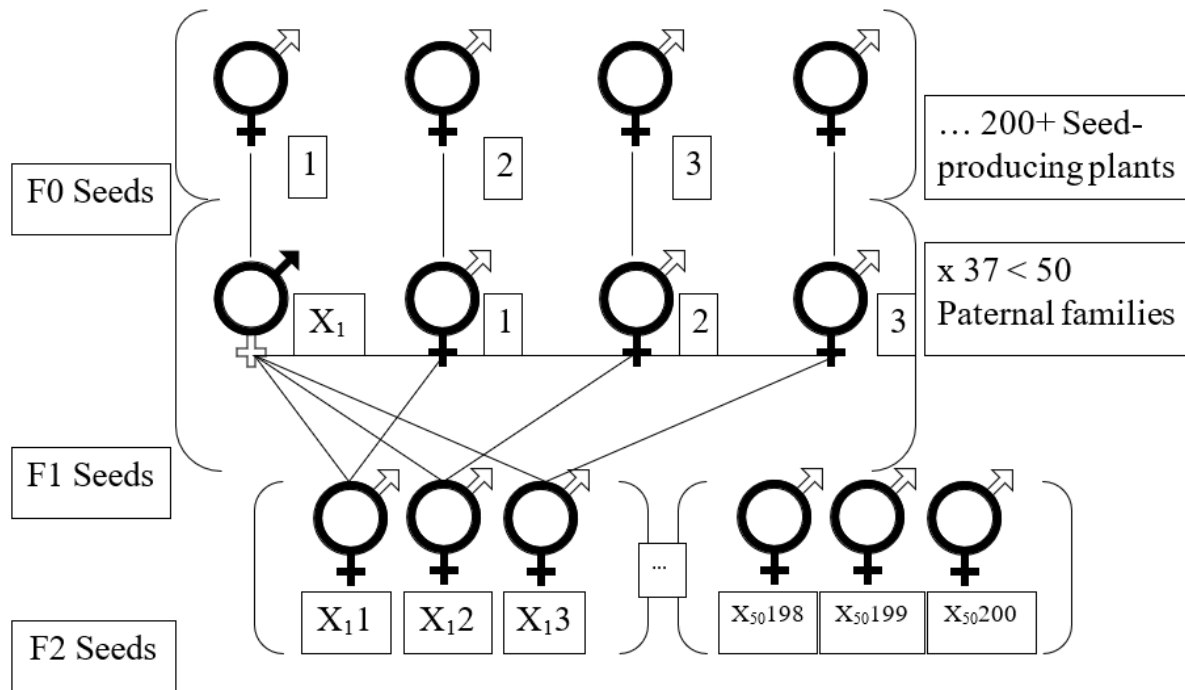 1
2
3
… 200+ Seed-
producing plants
F0 Seeds
X₁
1
2
3
x 37 < 50
Paternal families
F1 Seeds
...
X₁1
X₁2
X₁3
X₅₀198
X₅₀199
X₅₀200
F2 Seeds